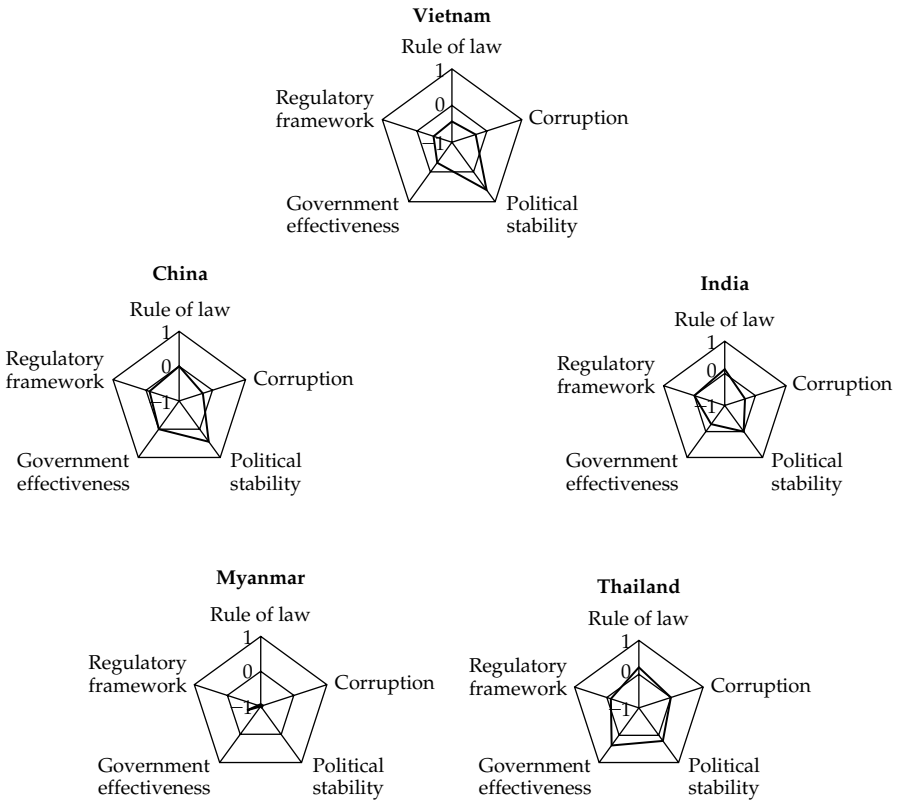 Vietnam
Rule of law
1
Regulatory
framework
0
Corruption
−1
Government
effectiveness
Political
stability
China
Rule of law
1
Regulatory
framework
0
Corruption
−1
Government
effectiveness
Political
stability
India
Rule of law
1
Regulatory
framework
0
Corruption
−1
Government
effectiveness
Political
stability
Myanmar
Rule of law
1
Regulatory
framework
0
Corruption
−1
Government
effectiveness
Political
stability
Thailand
Rule of law
1
Regulatory
framework
0
Corruption
−1
Government
effectiveness
Political
stability